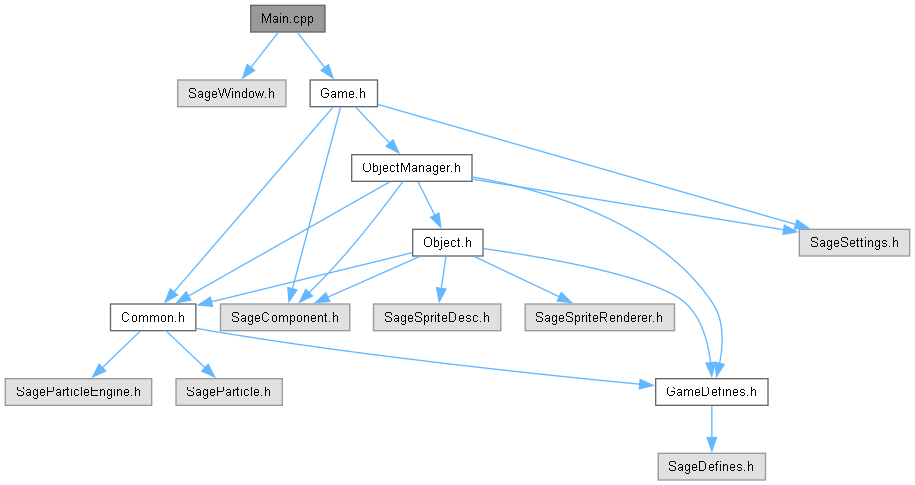 Main.cpp
SageWindow.h
Game.h
ObjectManager.h
SageSettings.h
Object.h
Common.h
SageComponent.h
SageSpriteDesc.h
SageSpriteRenderer.h
SageParticleEngine.h
SageParticle.h
GameDefines.h
SageDefines.h